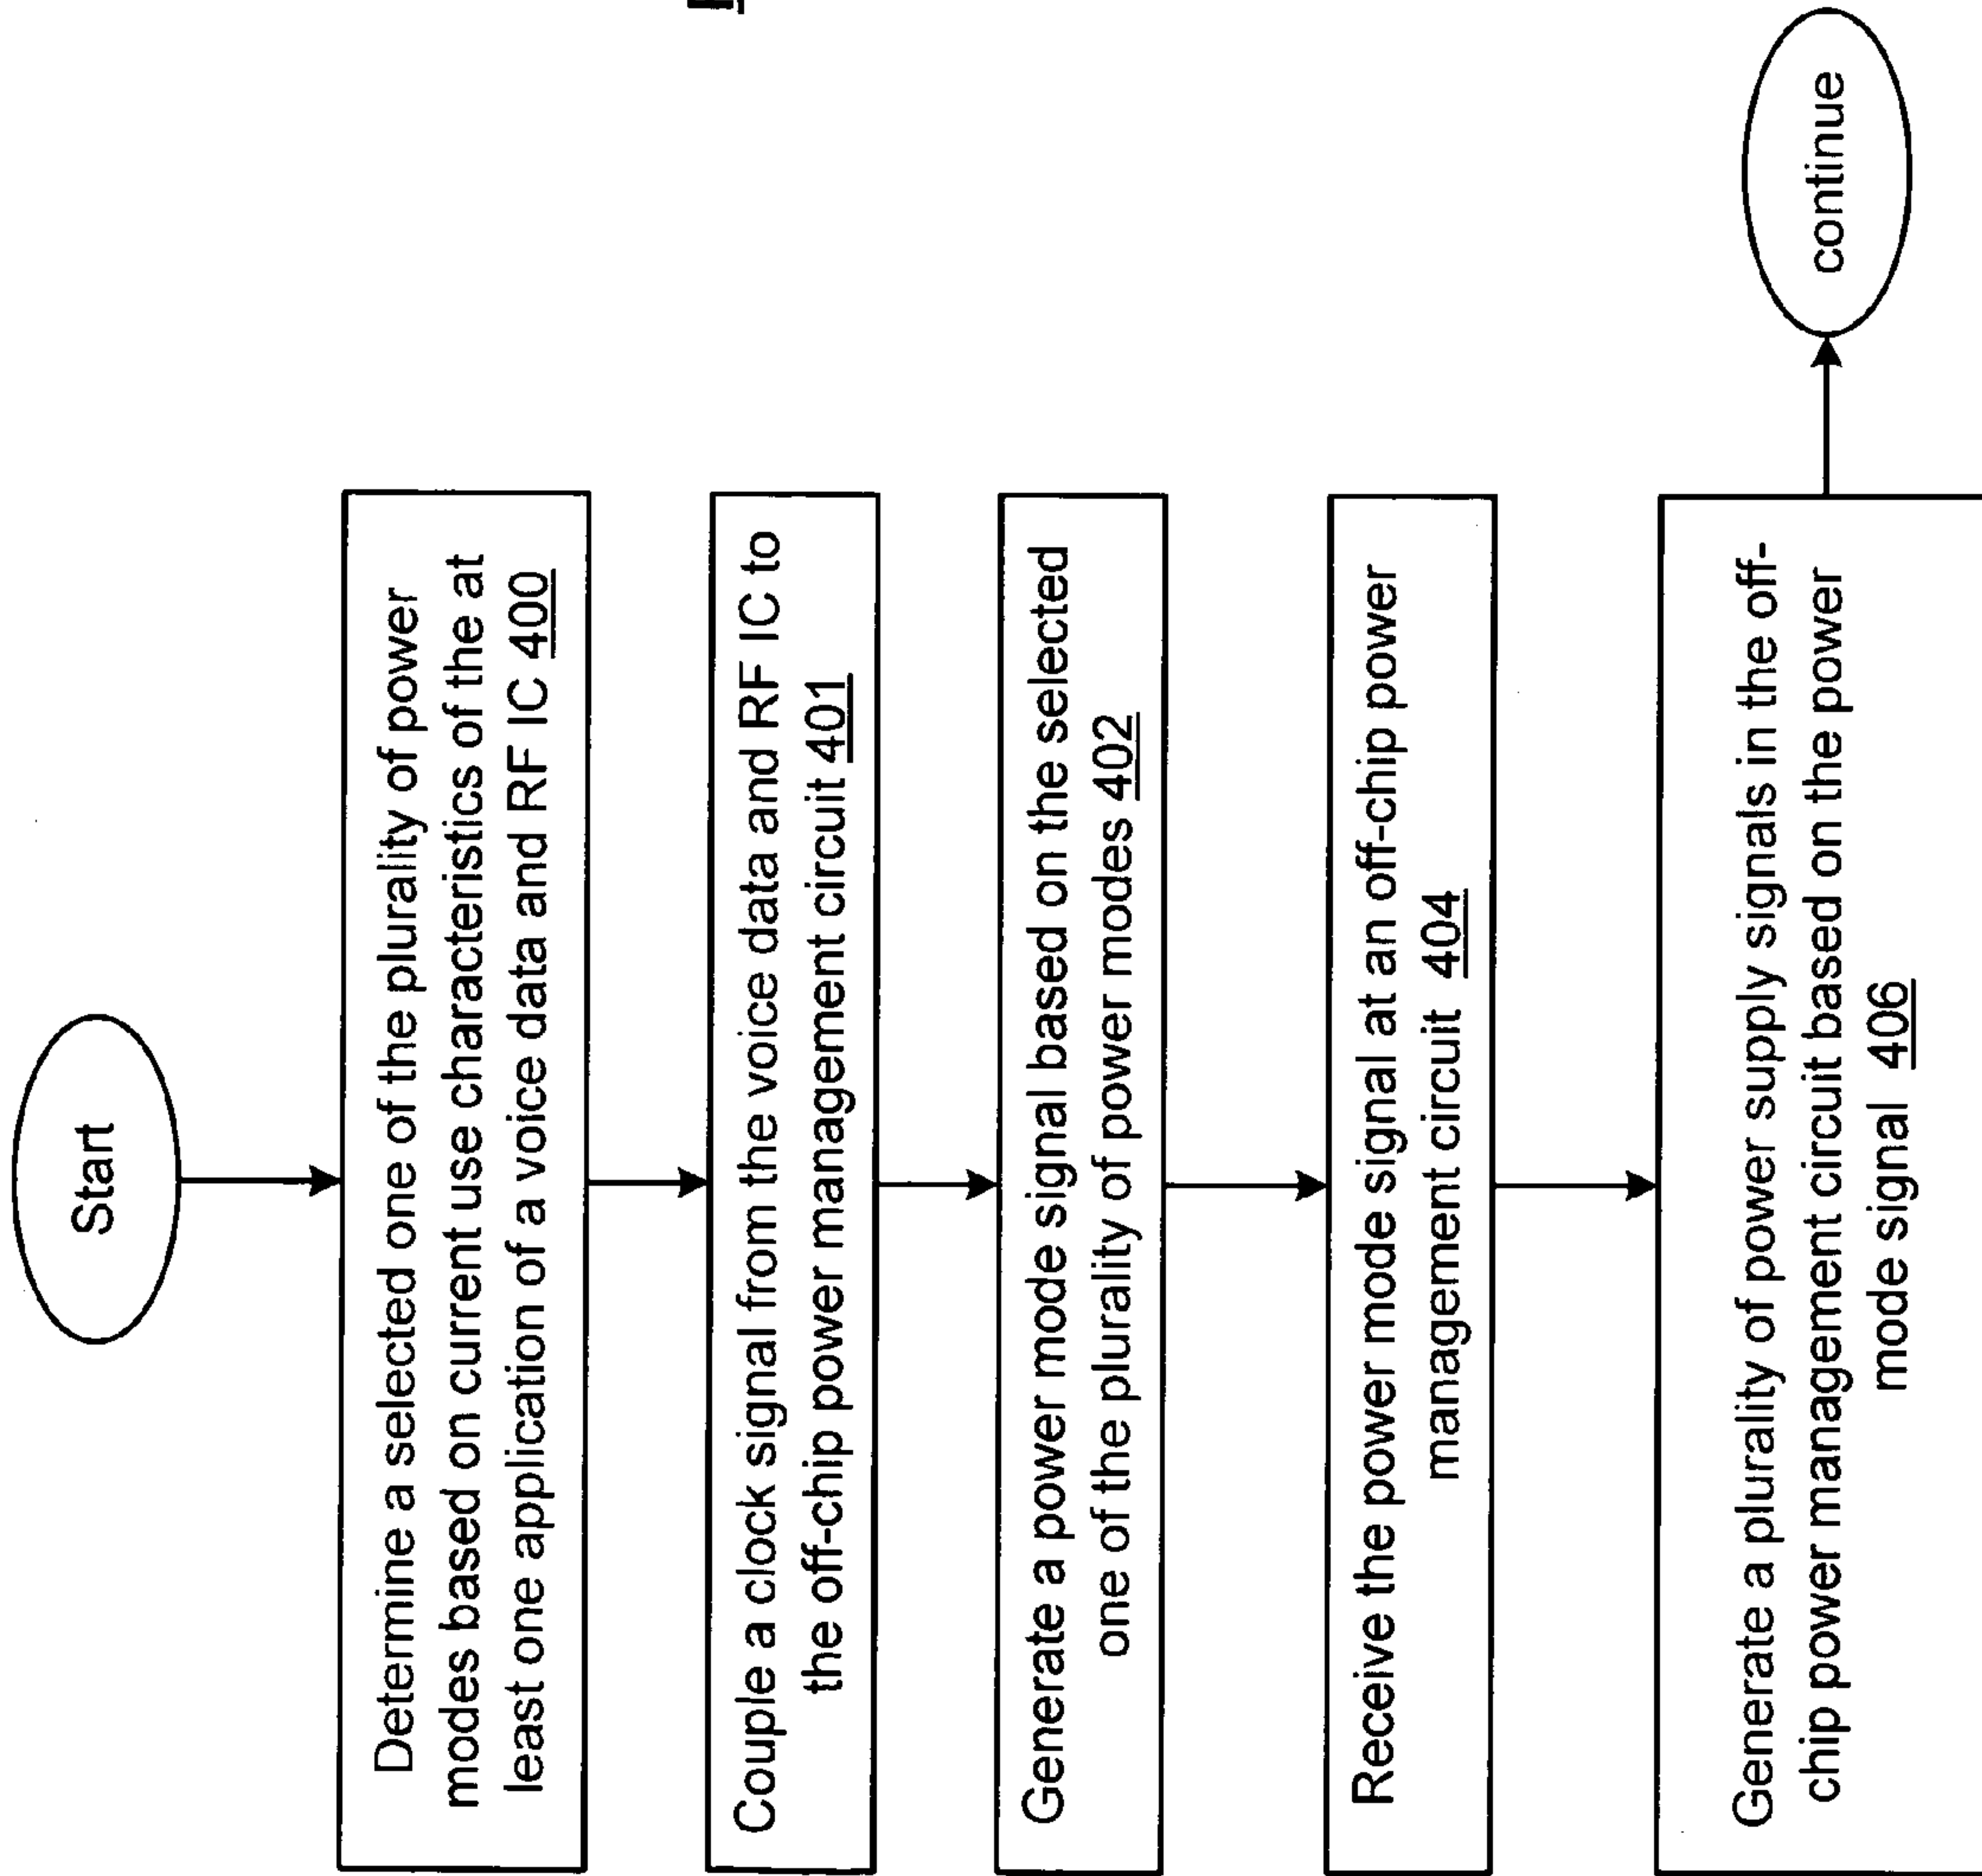 Start
Determine a selected one of the plurality of power
modes based on current use characteristics of the at
least one application of a voice data and RF IC 400
Couple a clock signal from the voice data and RF IC to
the off-chip power management circuit 401
Generate a power mode signal based on the selected
one of the plurality of power modes 402
Receive the power mode signal at an off-chip power
management circuit 404
Generate a plurality of power supply signals in the off-
chip power management circuit based on the power
mode signal 406
continue